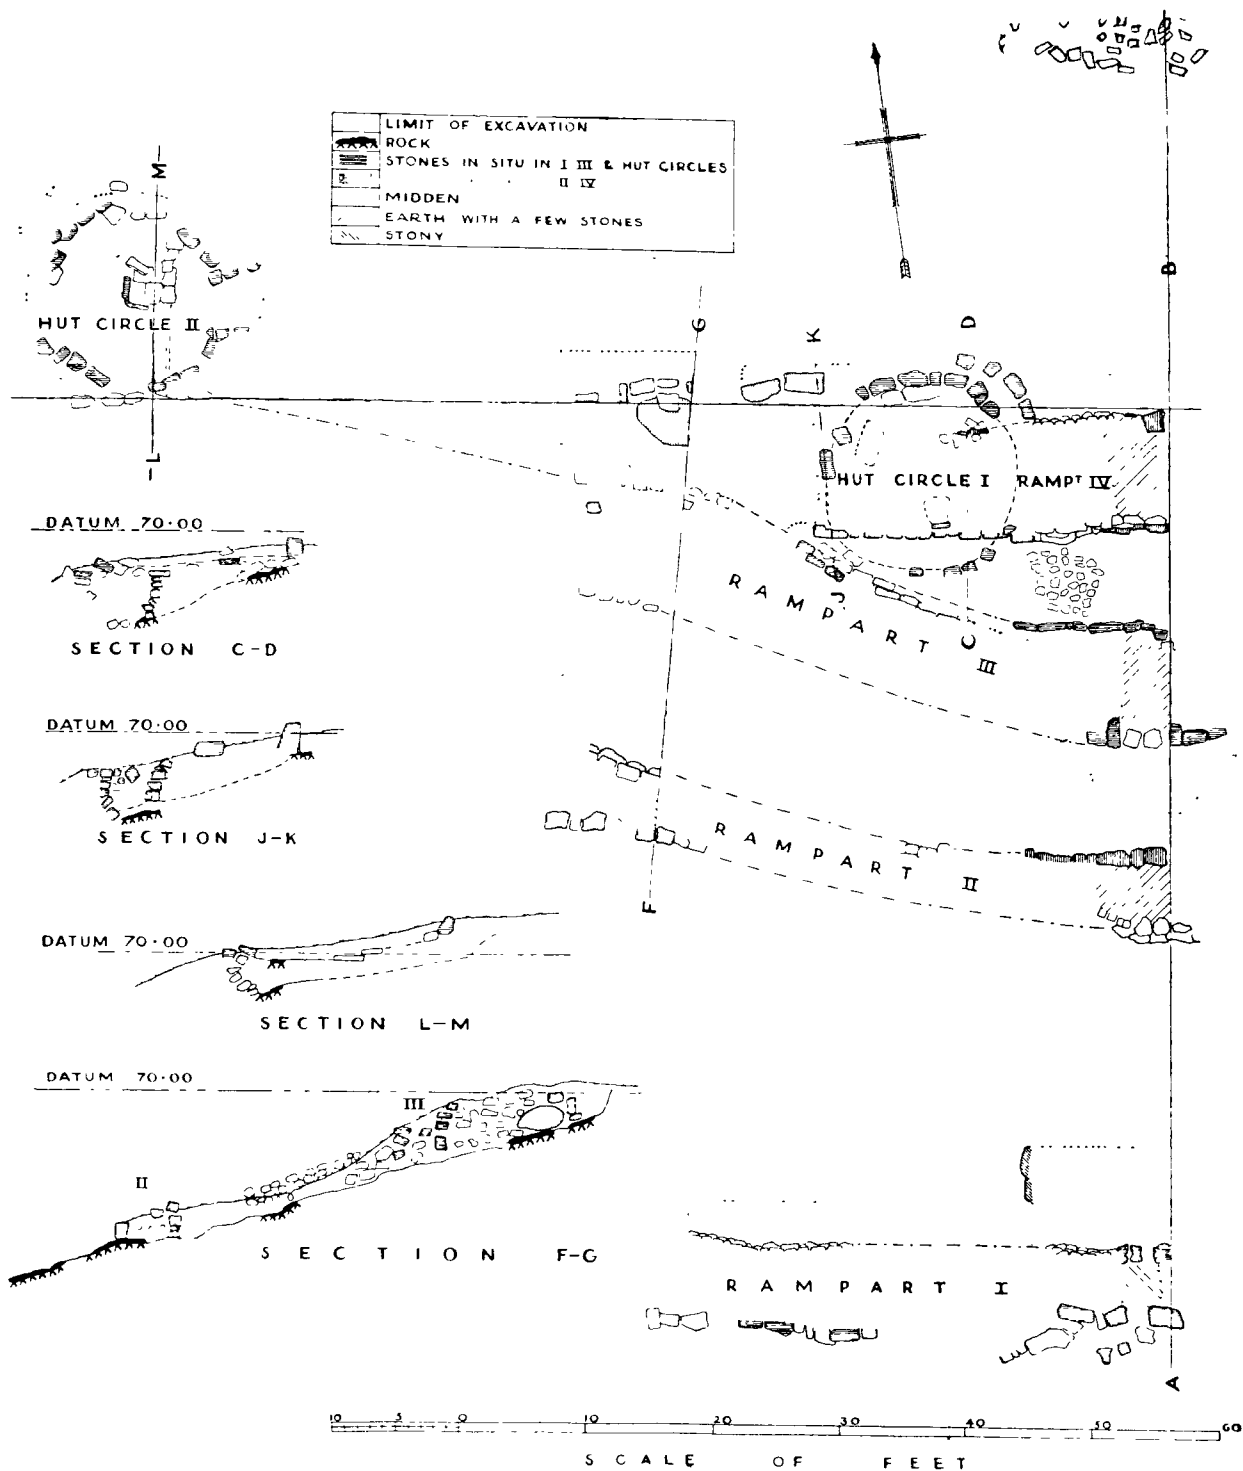 LIMIT OF EXCAVATION
ROCK
STONES IN SITU IN I III & HUT CIRCLES
" " II IV
MIDDEN
EARTH WITH A FEW STONES
STONY
M
HUT CIRCLE II
L
B
G
K
D
HUT CIRCLE I RAMPT IV
DATUM 70·00
SECTION C-D
RAMPART III
J
C
DATUM 70·00
SECTION J-K
RAMPART II
F
DATUM 70·00
SECTION L-M
DATUM 70·00
III
II
SECTION F-G
RAMPART I
A
10 5 0 10 20 30 40 50 60
SCALE OF FEET